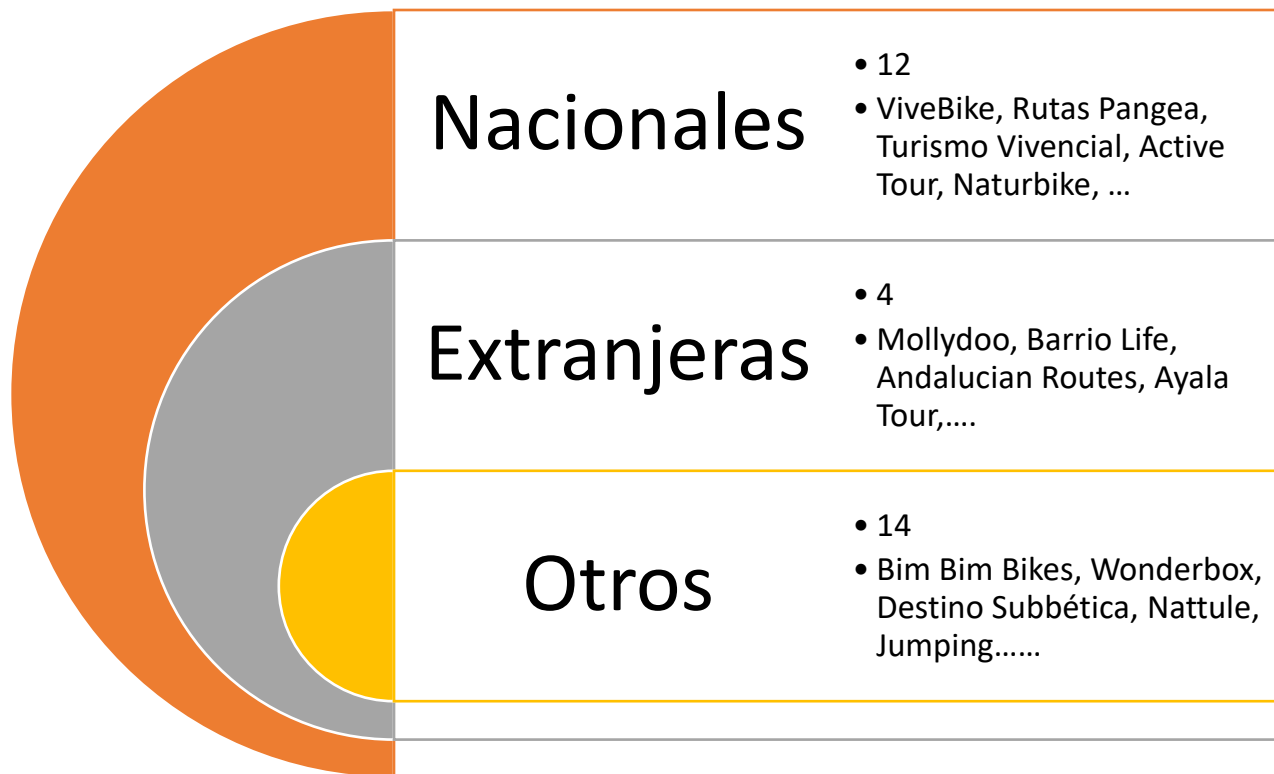 Nacionales
• 12
• ViveBike, Rutas Pangea,
Turismo Vivencial, Active
Tour, Naturbike, …
Extranjeras
• 4
• Mollydoo, Barrio Life,
Andalucian Routes, Ayala
Tour,….
Otros
• 14
• Bim Bim Bikes, Wonderbox,
Destino Subbética, Nattule,
Jumping……